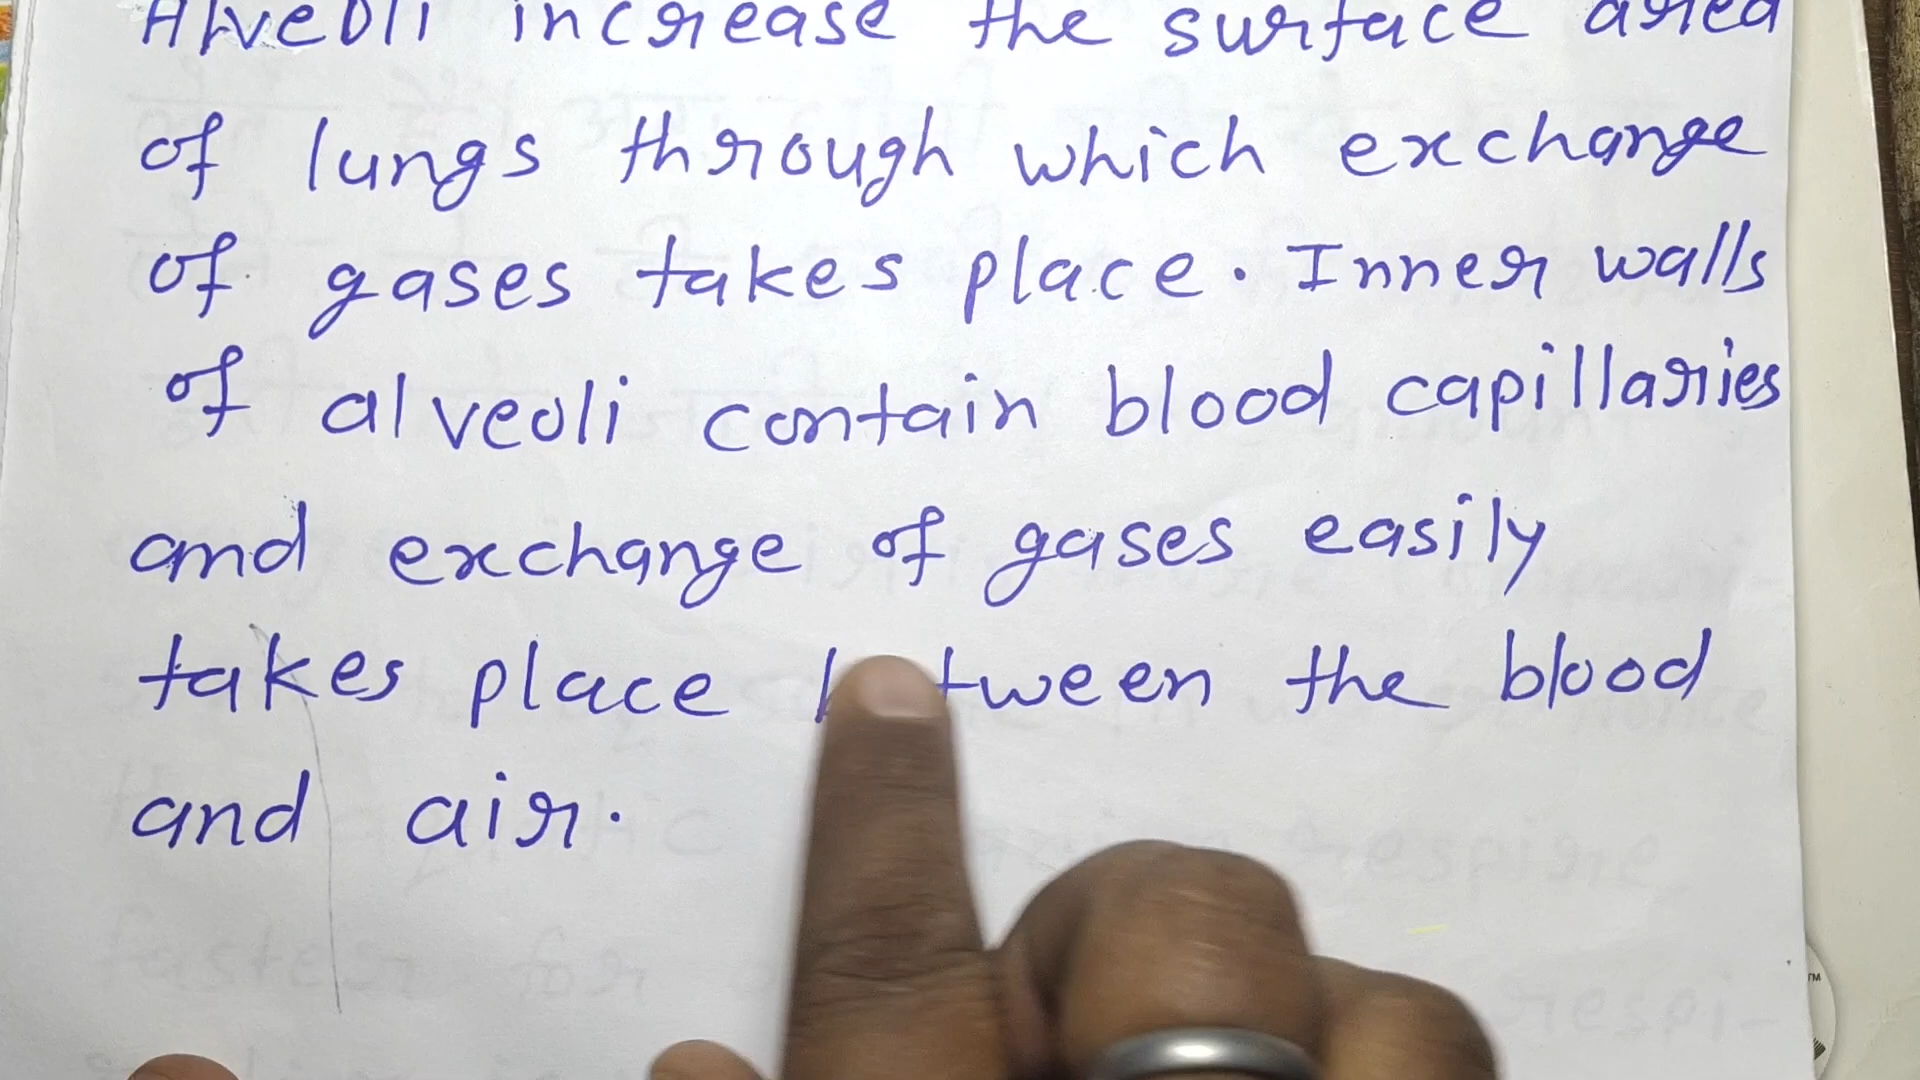 Alveoli increase the surface area
of lungs through which exchange
of gases takes place. Inner walls
of alveoli contain blood capillaries
and exchange of gases easily
takes place between the blood
and air.
TM